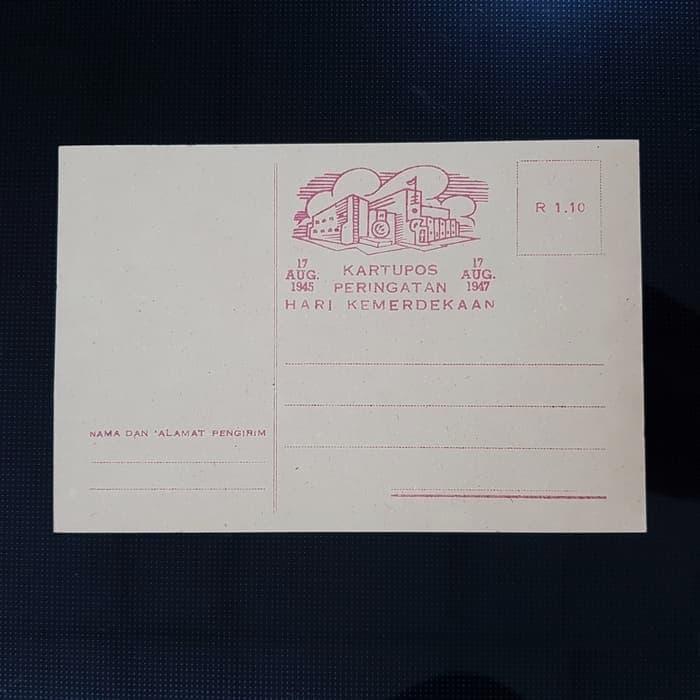 R 1.10
17 AUG. 1945
KARTUPOS
PERINGATAN
HARI KEMERDEKAAN
17 AUG. 1947
NAMA DAN 'ALAMAT PENGIRIM